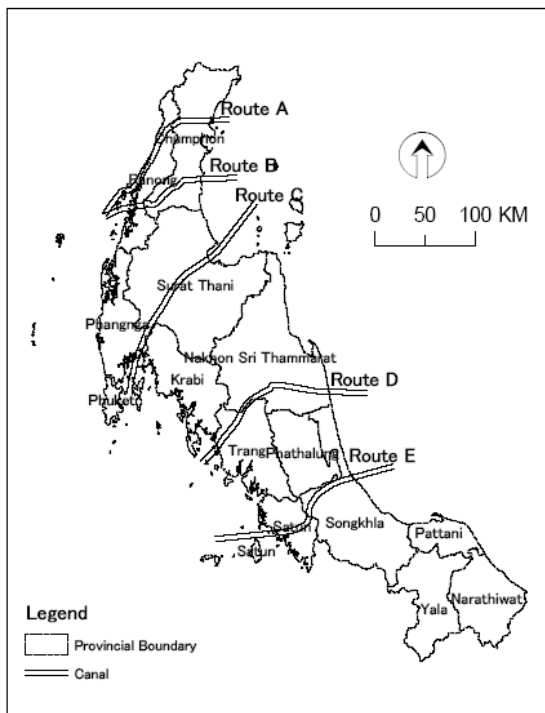 Route A
Chumphon
Route B
Ranong
Route C
0 50 100 KM
Surat Thani
Phangnga
Nakhon Sri Thammarat
Krabi
Route D
Phuket
Trang
Phathalung
Route E
Satun
Songkhla
Satun
Pattani
Yala
Narathiwat
Legend
Provincial Boundary
Canal